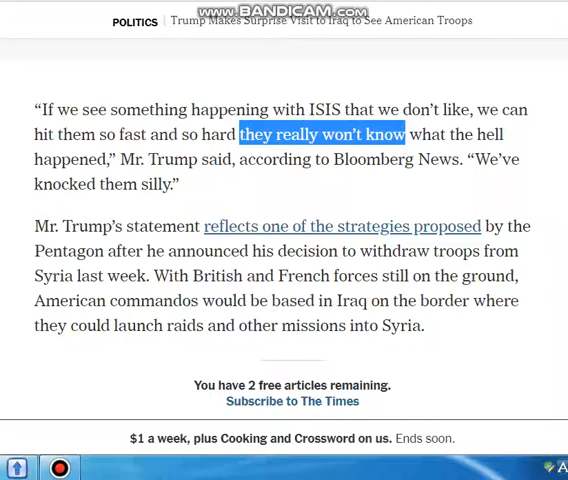 www.BANDICAM.com
POLITICS | Trump Makes Surprise Visit to Iraq to See American Troops
“If we see something happening with ISIS that we don’t like, we can
hit them so fast and so hard they really won’t know what the hell
happened,” Mr. Trump said, according to Bloomberg News. “We’ve
knocked them silly.”
Mr. Trump’s statement reflects one of the strategies proposed by the
Pentagon after he announced his decision to withdraw troops from
Syria last week. With British and French forces still on the ground,
American commandos would be based in Iraq on the border where
they could launch raids and other missions into Syria.
You have 2 free articles remaining.
Subscribe to The Times
$1 a week, plus Cooking and Crossword on us. Ends soon.